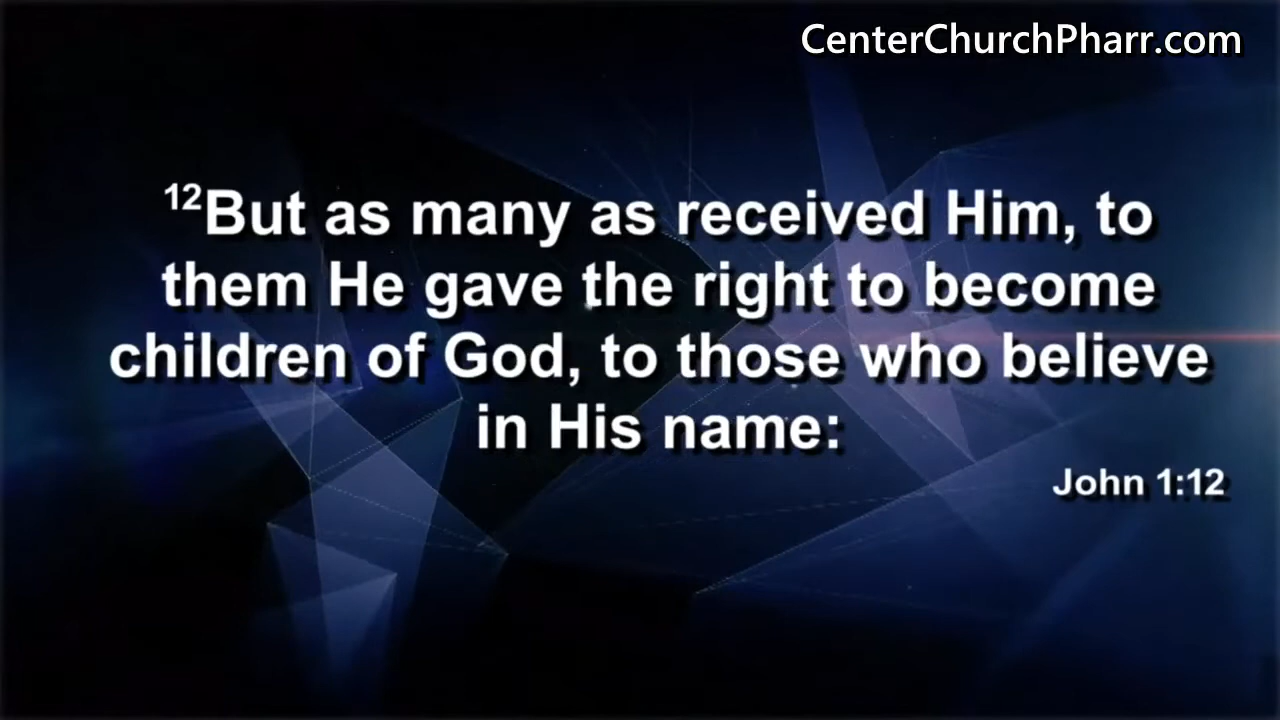 CenterChurchPharr.com
¹²But as many as received Him, to
them He gave the right to become
children of God, to those who believe
in His name:
John 1:12